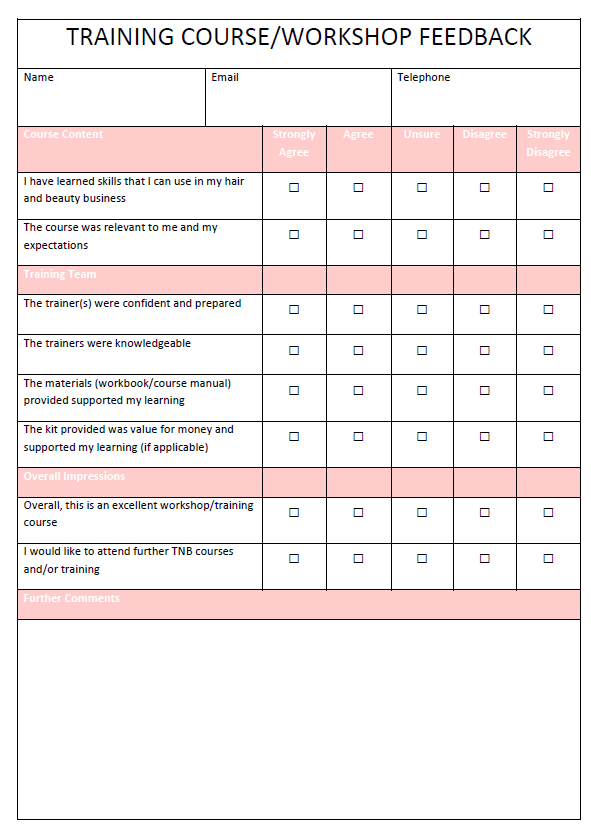 TRAINING COURSE/WORKSHOP FEEDBACK
Name Email Telephone
Course Content Strongly Agree Agree Unsure Disagree Strongly Disagree
I have learned skills that I can use in my hair
and beauty business
☐ ☐ ☐ ☐ ☐
The course was relevant to me and my
expectations
☐ ☐ ☐ ☐ ☐
Training Team
The trainer(s) were confident and prepared
☐ ☐ ☐ ☐ ☐
The trainers were knowledgeable
☐ ☐ ☐ ☐ ☐
The materials (workbook/course manual)
provided supported my learning
☐ ☐ ☐ ☐ ☐
The kit provided was value for money and
supported my learning (if applicable)
☐ ☐ ☐ ☐ ☐
Overall Impressions
Overall, this is an excellent workshop/training
course
☐ ☐ ☐ ☐ ☐
I would like to attend further TNB courses
and/or training
☐ ☐ ☐ ☐ ☐
Further Comments